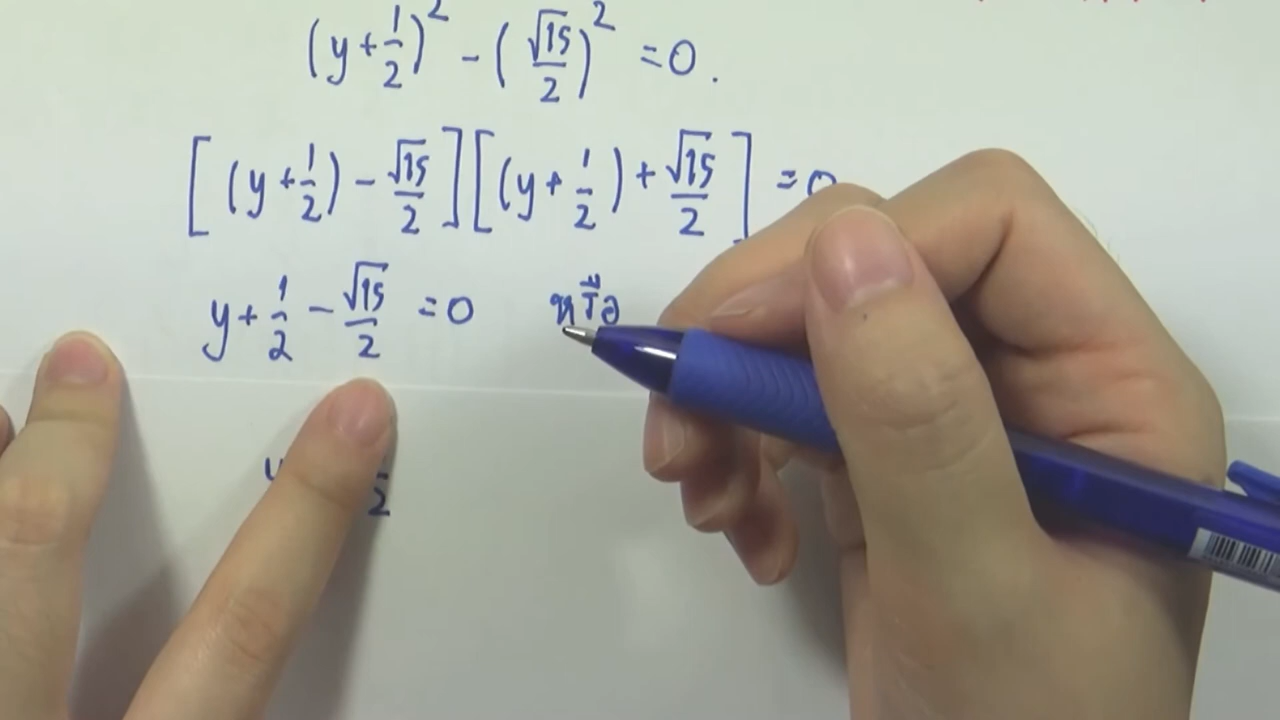 (y+1/2)² - (√15/2)² = 0.
[(y+1/2) - √15/2][(y+1/2) + √15/2] = 0
y+1/2 - √15/2 = 0 หรือ
y 2